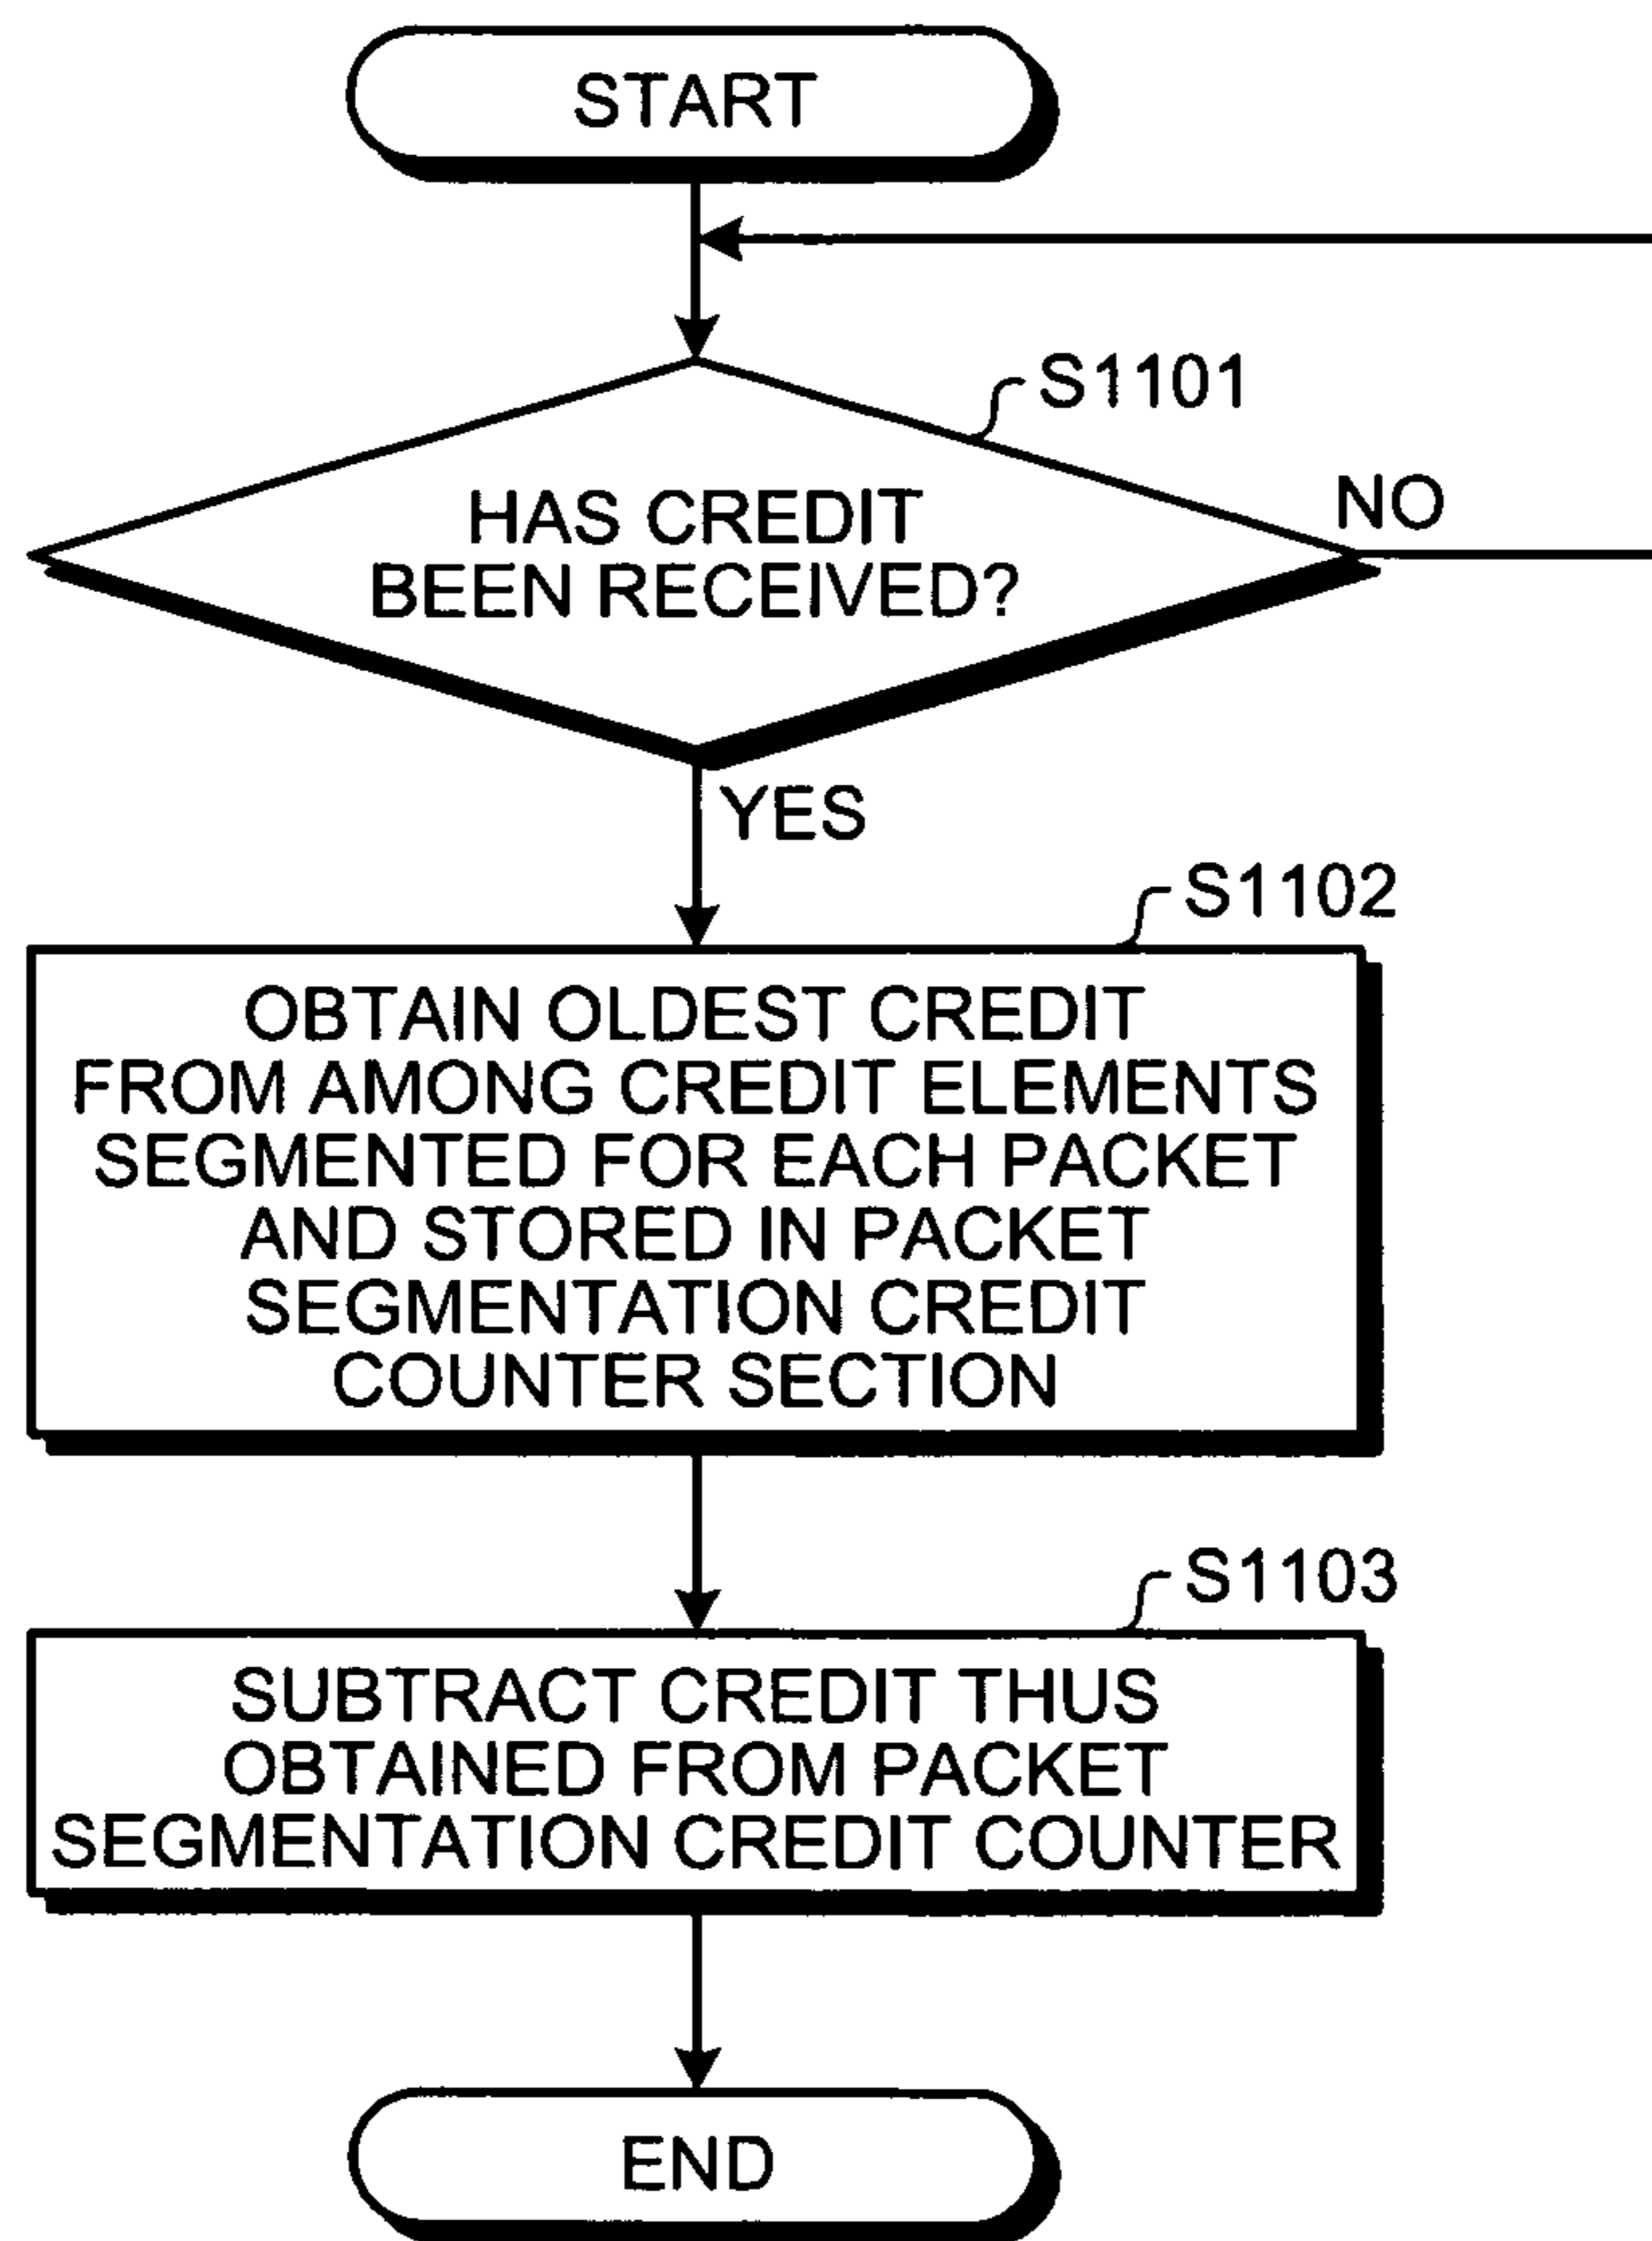 START
S1101
HAS CREDIT
BEEN RECEIVED?
NO
YES
S1102
OBTAIN OLDEST CREDIT
FROM AMONG CREDIT ELEMENTS
SEGMENTED FOR EACH PACKET
AND STORED IN PACKET
SEGMENTATION CREDIT
COUNTER SECTION
S1103
SUBTRACT CREDIT THUS
OBTAINED FROM PACKET
SEGMENTATION CREDIT COUNTER
END